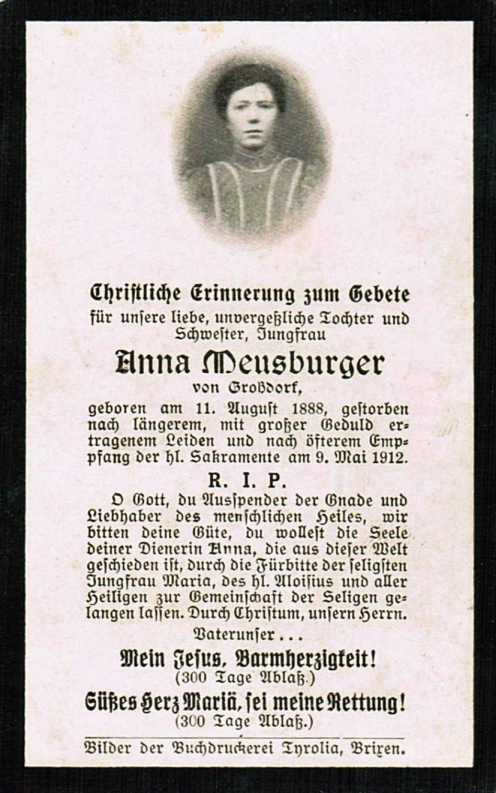 Christliche Erinnerung zum Gebete
für unsere liebe, unvergeßliche Tochter und
Schwester, Jungfrau
Anna Meusburger
von Großdorf,
geboren am 11. August 1888, gestorben
nach längerem, mit großer Geduld er-
tragenem Leiden und nach öfterem Emp-
pfang der hl. Sakramente am 9. Mai 1912.
R. I. P.
O Gott, du Ausspender der Gnade und
Liebhaber des menschlichen Heiles, wir
bitten deine Güte, du wollest die Seele
deiner Dienerin Anna, die aus dieser Welt
geschieden ist, durch die Fürbitte der seligsten
Jungfrau Maria, des hl. Aloisius und aller
Heiligen zur Gemeinschaft der Seligen ge-
langen lassen. Durch Christum, unsern Herrn.
Vaterunser...
Mein Jesus, Barmherzigkeit!
(300 Tage Ablaß.)
Süßes Herz Mariä, sei meine Rettung!
(300 Tage Ablaß.)
Bilder der Buchdruckerei Tyrolia, Brixen.